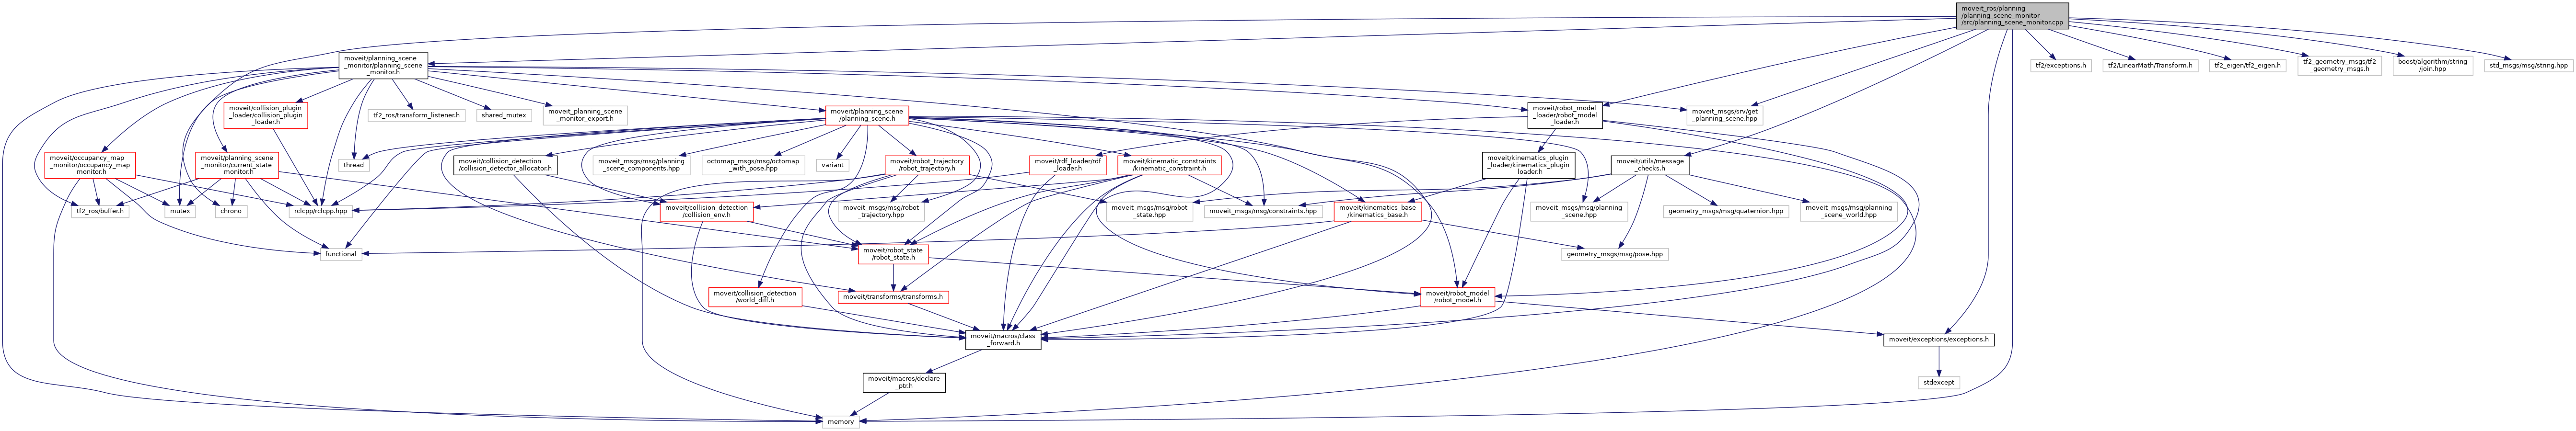 moveit_ros/planning
/planning_scene_monitor
/src/planning_scene_monitor.cpp
moveit/planning_scene
_monitor/planning_scene
_monitor.h
tf2/exceptions.h
tf2/LinearMath/Transform.h
tf2_eigen/tf2_eigen.h
tf2_geometry_msgs/tf2
_geometry_msgs.h
boost/algorithm/string
/join.hpp
std_msgs/msg/string.hpp
moveit/collision_plugin
_loader/collision_plugin
_loader.h
tf2_ros/transform_listener.h
shared_mutex
moveit_planning_scene
_monitor_export.h
moveit/planning_scene
/planning_scene.h
moveit/robot_model
_loader/robot_model
_loader.h
moveit_msgs/srv/get
_planning_scene.hpp
moveit/occupancy_map
_monitor/occupancy_map
_monitor.h
moveit/planning_scene
_monitor/current_state
_monitor.h
thread
moveit/collision_detection
/collision_detector_allocator.h
moveit_msgs/msg/planning
_scene_components.hpp
octomap_msgs/msg/octomap
_with_pose.hpp
variant
moveit/robot_trajectory
/robot_trajectory.h
moveit/rdf_loader/rdf
_loader.h
moveit/kinematic_constraints
/kinematic_constraint.h
moveit/kinematics_plugin
_loader/kinematics_plugin
_loader.h
moveit/utils/message
_checks.h
tf2_ros/buffer.h
mutex
chrono
rclcpp/rclcpp.hpp
moveit/collision_detection
/collision_env.h
moveit_msgs/msg/robot
_trajectory.hpp
moveit_msgs/msg/robot
_state.hpp
moveit_msgs/msg/constraints.hpp
moveit/kinematics_base
/kinematics_base.h
moveit_msgs/msg/planning
_scene.hpp
geometry_msgs/msg/quaternion.hpp
moveit_msgs/msg/planning
_scene_world.hpp
functional
moveit/robot_state
/robot_state.h
geometry_msgs/msg/pose.hpp
moveit/collision_detection
/world_diff.h
moveit/transforms/transforms.h
moveit/robot_model
/robot_model.h
moveit/macros/class
_forward.h
moveit/exceptions/exceptions.h
moveit/macros/declare
_ptr.h
stdexcept
memory